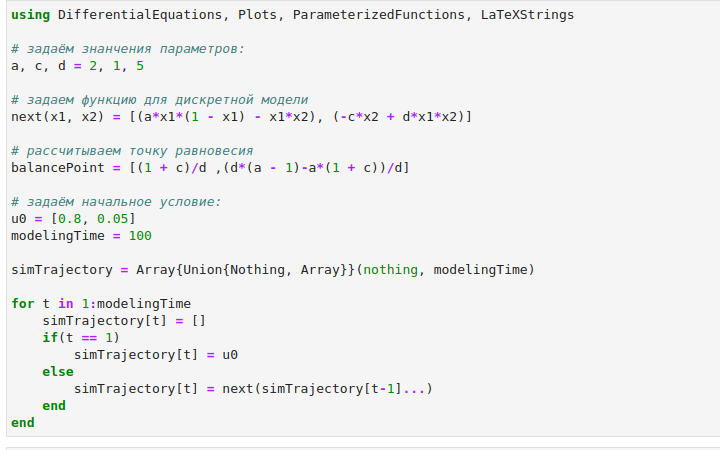 using DifferentialEquations, Plots, ParameterizedFunctions, LaTeXStrings
# задаём знанчения параметров:
a, c, d = 2, 1, 5
# задаем функцию для дискретной модели
next(x1, x2) = [(a*x1*(1 - x1) - x1*x2), (-c*x2 + d*x1*x2)]
# рассчитываем точку равновесия
balancePoint = [(1 + c)/d ,(d*(a - 1)-a*(1 + c))/d]
# задаём начальное условие:
u0 = [0.8, 0.05]
modelingTime = 100
simTrajectory = Array{Union{Nothing, Array}}(nothing, modelingTime)
for t in 1:modelingTime
    simTrajectory[t] = []
    if(t == 1)
        simTrajectory[t] = u0
    else
        simTrajectory[t] = next(simTrajectory[t-1]...)
    end
end